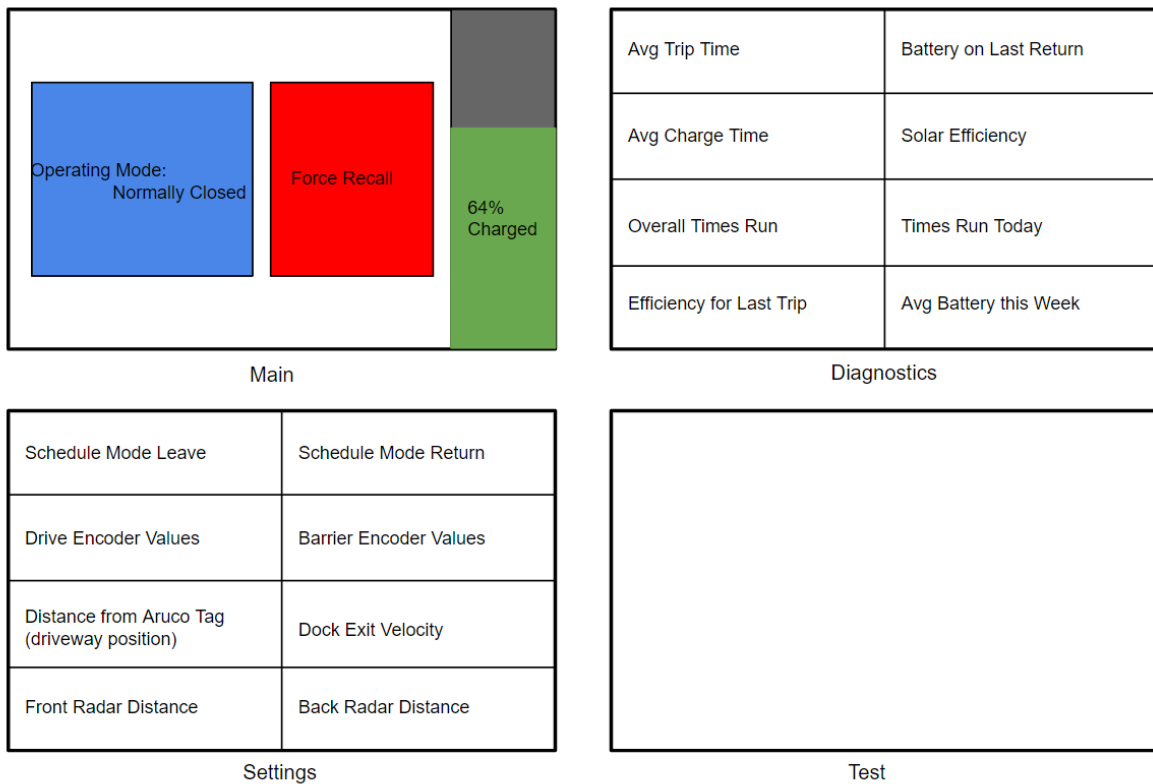 Operating Mode:
Normally Closed
Force Recall
64%
Charged
Main
Avg Trip Time
Battery on Last Return
Avg Charge Time
Solar Efficiency
Overall Times Run
Times Run Today
Efficiency for Last Trip
Avg Battery this Week
Diagnostics
Schedule Mode Leave
Schedule Mode Return
Drive Encoder Values
Barrier Encoder Values
Distance from Aruco Tag
(driveway position)
Dock Exit Velocity
Front Radar Distance
Back Radar Distance
Settings
Test